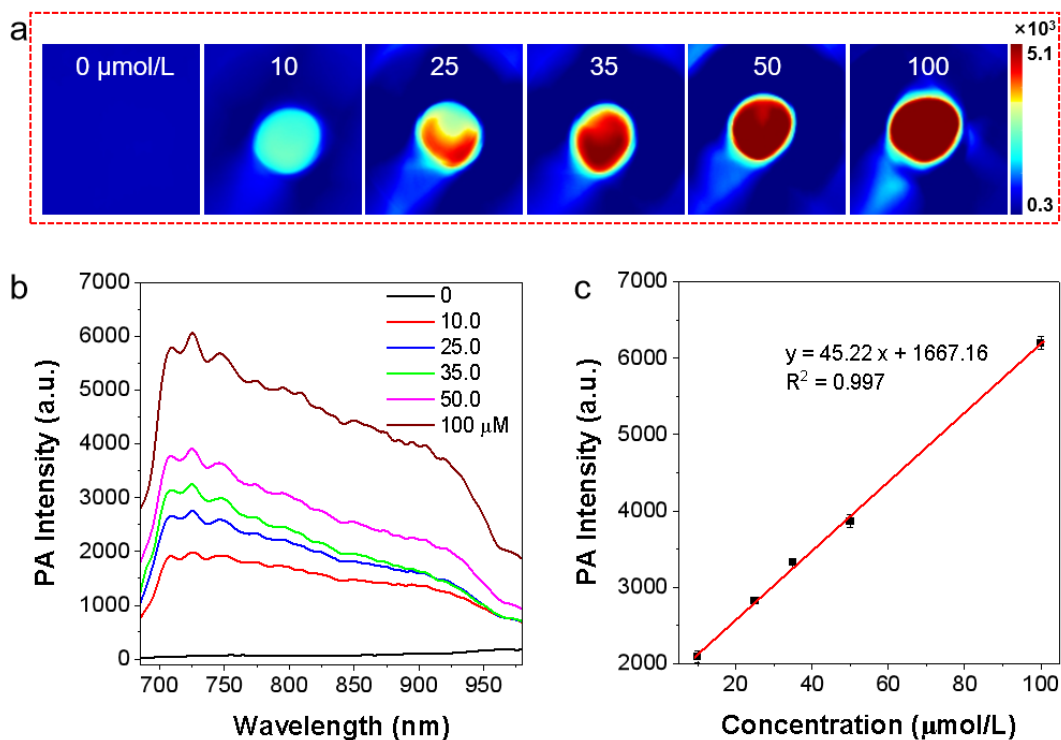 a
0 μmol/L 10 25 35 50 100
×10³
5.1
0.3
b
7000
6000
5000
4000
3000
2000
1000
0
PA Intensity (a.u.)
0
10.0
25.0
35.0
50.0
100 μM
700 750 800 850 900 950
Wavelength (nm)
c
7000
6000
5000
4000
3000
2000
PA Intensity (a.u.)
y = 45.22 x + 1667.16
R² = 0.997
20 40 60 80 100
Concentration (μmol/L)